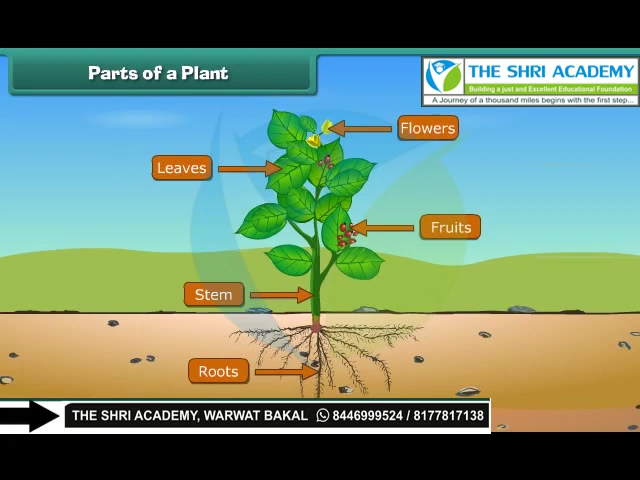 Parts of a Plant
THE SHRI ACADEMY
Building a just and Excellent Educational Foundation
A Journey of a thousand miles begins with the first step...
Flowers
Leaves
Fruits
Stem
Roots
THE SHRI ACADEMY, WARWAT BAKAL 8446999524 / 8177817138